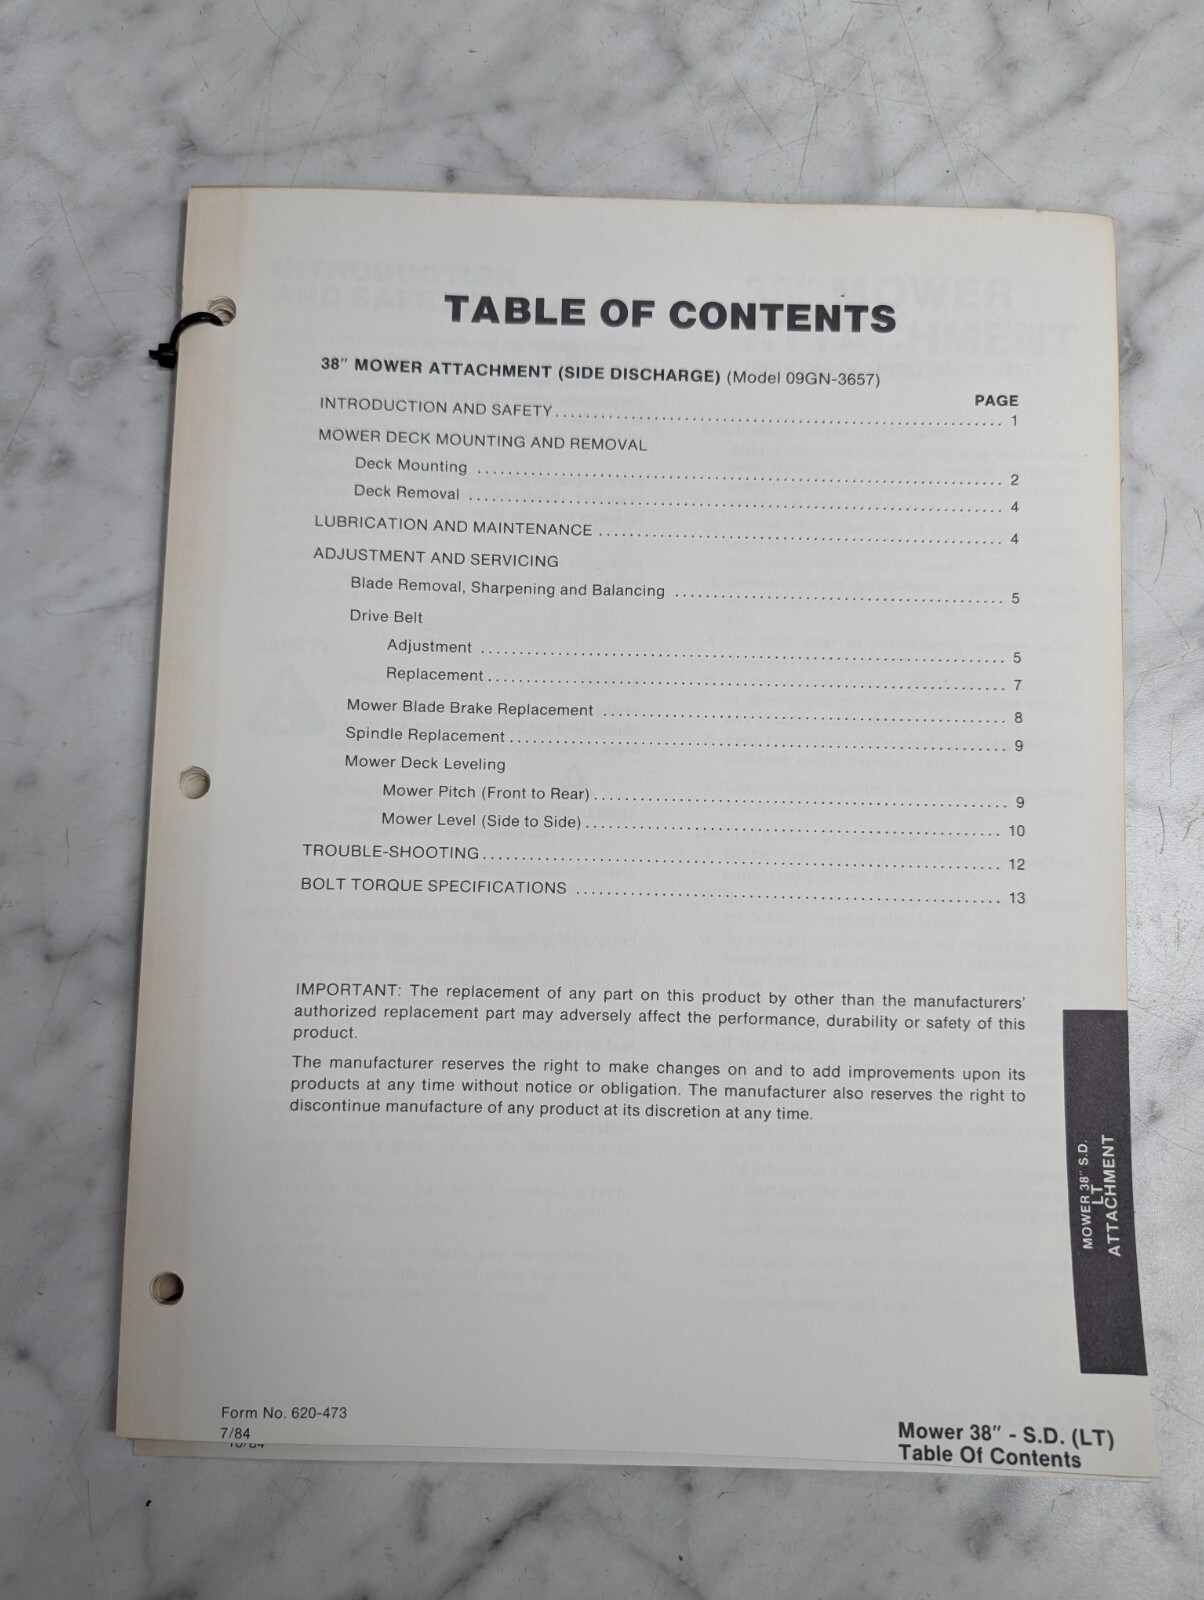 TABLE OF CONTENTS
38" MOWER ATTACHMENT (SIDE DISCHARGE) (Model 09GN-3657)
PAGE
INTRODUCTION AND SAFETY 1
MOWER DECK MOUNTING AND REMOVAL
Deck Mounting 2
Deck Removal 4
LUBRICATION AND MAINTENANCE 4
ADJUSTMENT AND SERVICING
Blade Removal, Sharpening and Balancing 5
Drive Belt
Adjustment 5
Replacement 7
Mower Blade Brake Replacement 8
Spindle Replacement 9
Mower Deck Leveling
Mower Pitch (Front to Rear) 9
Mower Level (Side to Side) 10
TROUBLE-SHOOTING 12
BOLT TORQUE SPECIFICATIONS 13
IMPORTANT: The replacement of any part on this product by other than the manufacturers'
authorized replacement part may adversely affect the performance, durability or safety of this
product.
The manufacturer reserves the right to make changes on and to add improvements upon its
products at any time without notice or obligation. The manufacturer also reserves the right to
discontinue manufacture of any product at its discretion at any time.
MOWER 38" S.D.
LT
ATTACHMENT
Form No. 620-473
7/84
Mower 38" - S.D. (LT)
Table Of Contents